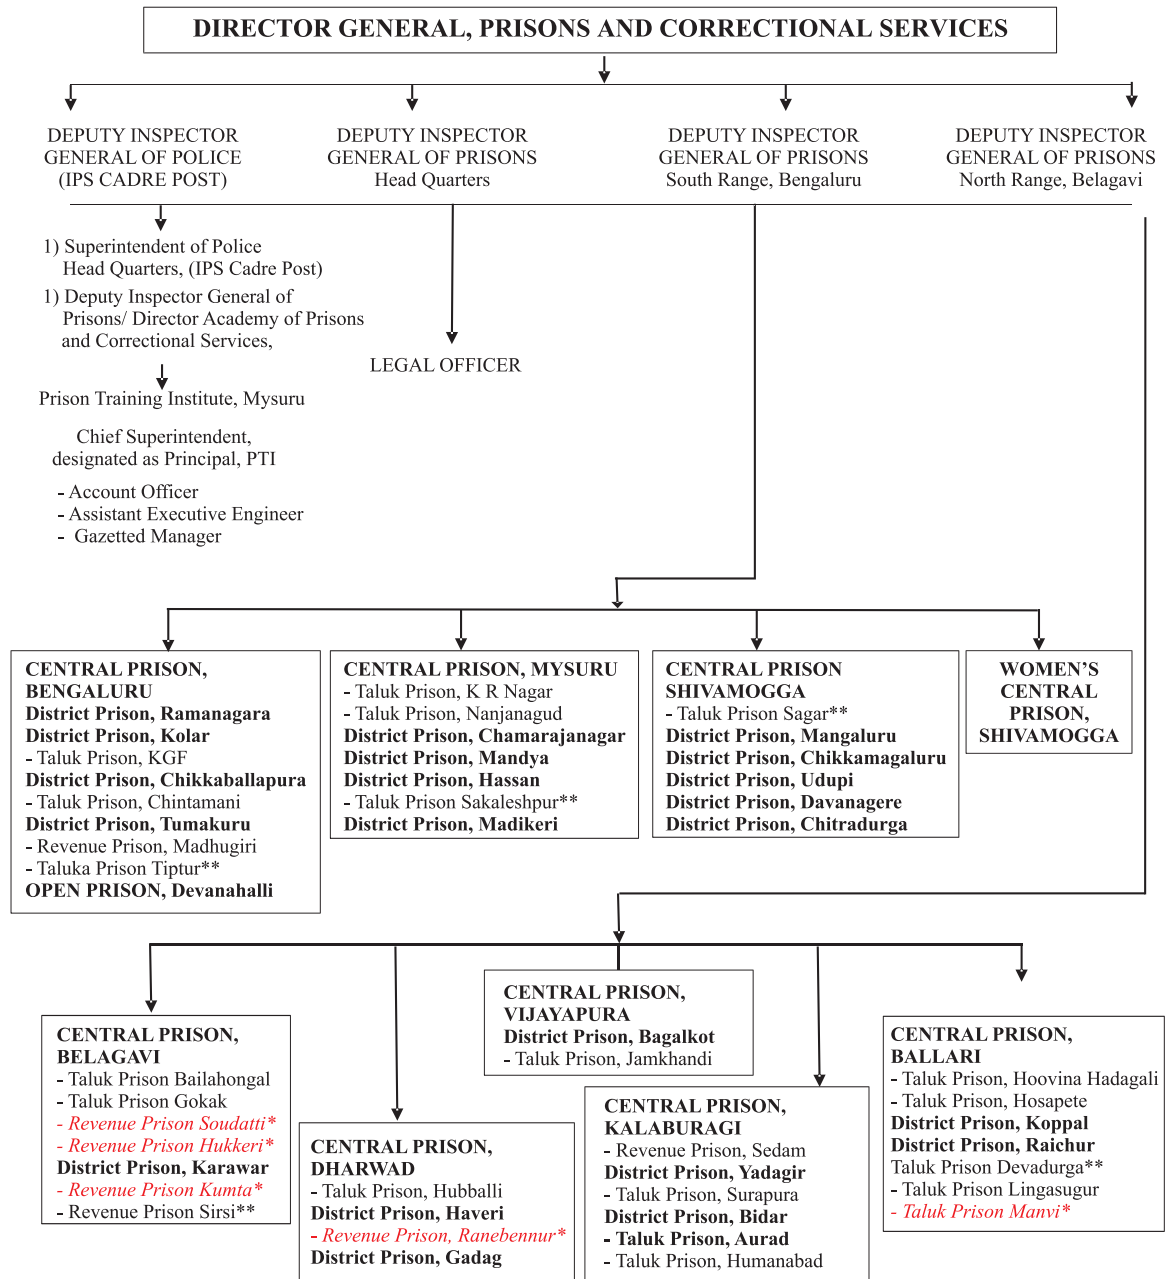 DIRECTOR GENERAL, PRISONS AND CORRECTIONAL SERVICES
DEPUTY INSPECTOR
GENERAL OF POLICE
(IPS CADRE POST)
DEPUTY INSPECTOR
GENERAL OF PRISONS
Head Quarters
DEPUTY INSPECTOR
GENERAL OF PRISONS
South Range, Bengaluru
DEPUTY INSPECTOR
GENERAL OF PRISONS
North Range, Belagavi
1) Superintendent of Police
Head Quarters, (IPS Cadre Post)
1) Deputy Inspector General of
Prisons/ Director Academy of Prisons
and Correctional Services,
LEGAL OFFICER
Prison Training Institute, Mysuru
Chief Superintendent,
designated as Principal, PTI
- Account Officer
- Assistant Executive Engineer
- Gazetted Manager
CENTRAL PRISON,
BENGALURU
District Prison, Ramanagara
District Prison, Kolar
- Taluk Prison, KGF
District Prison, Chikkaballapura
- Taluk Prison, Chintamani
District Prison, Tumakuru
- Revenue Prison, Madhugiri
- Taluka Prison Tiptur**
OPEN PRISON, Devanahalli
CENTRAL PRISON, MYSURU
- Taluk Prison, K R Nagar
- Taluk Prison, Nanjanagud
District Prison, Chamarajanagar
District Prison, Mandya
District Prison, Hassan
- Taluk Prison Sakaleshpur**
District Prison, Madikeri
CENTRAL PRISON
SHIVAMOGGA
- Taluk Prison Sagar**
District Prison, Mangaluru
District Prison, Chikkamagaluru
District Prison, Udupi
District Prison, Davanagere
District Prison, Chitradurga
WOMEN'S
CENTRAL
PRISON,
SHIVAMOGGA
CENTRAL PRISON,
BELAGAVI
- Taluk Prison Bailahongal
- Taluk Prison Gokak
- Revenue Prison Soudatti*
- Revenue Prison Hukkeri*
District Prison, Karawar
- Revenue Prison Kumta*
- Revenue Prison Sirsi**
CENTRAL PRISON,
DHARWAD
- Taluk Prison, Hubballi
District Prison, Haveri
- Revenue Prison, Ranebennur*
District Prison, Gadag
CENTRAL PRISON,
VIJAYAPURA
District Prison, Bagalkot
- Taluk Prison, Jamkhandi
CENTRAL PRISON,
KALABURAGI
- Revenue Prison, Sedam
District Prison, Yadagir
- Taluk Prison, Surapura
District Prison, Bidar
- Taluk Prison, Aurad
- Taluk Prison, Humanabad
CENTRAL PRISON,
BALLARI
- Taluk Prison, Hoovina Hadagali
- Taluk Prison, Hosapete
District Prison, Koppal
District Prison, Raichur
Taluk Prison Devadurga**
- Taluk Prison Lingasugur
- Taluk Prison Manvi*